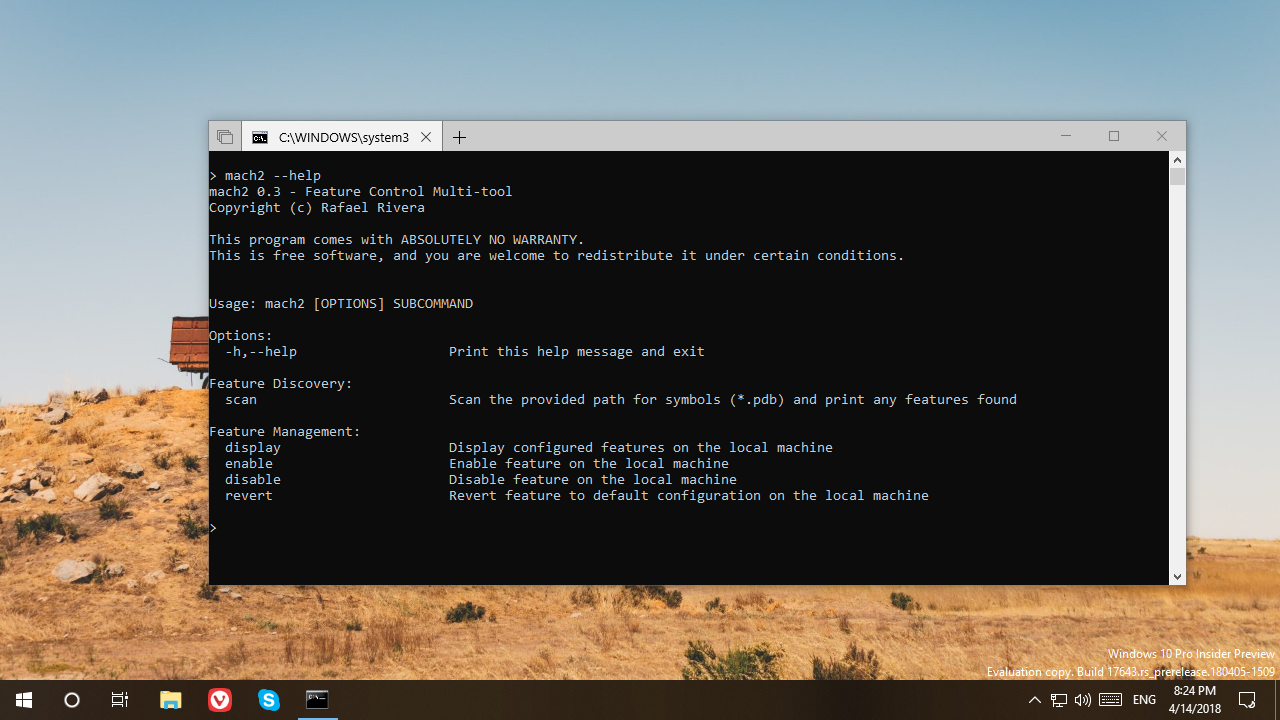 C:\WINDOWS\system3
> mach2 --help
mach2 0.3 - Feature Control Multi-tool
Copyright (c) Rafael Rivera
This program comes with ABSOLUTELY NO WARRANTY.
This is free software, and you are welcome to redistribute it under certain conditions.
Usage: mach2 [OPTIONS] SUBCOMMAND
Options:
-h,--help Print this help message and exit
Feature Discovery:
scan Scan the provided path for symbols (*.pdb) and print any features found
Feature Management:
display Display configured features on the local machine
enable Enable feature on the local machine
disable Disable feature on the local machine
revert Revert feature to default configuration on the local machine
>
Windows 10 Pro Insider Preview
Evaluation copy. Build 17643.rs_prerelease.180405-1509
ENG
8:24 PM
4/14/2018